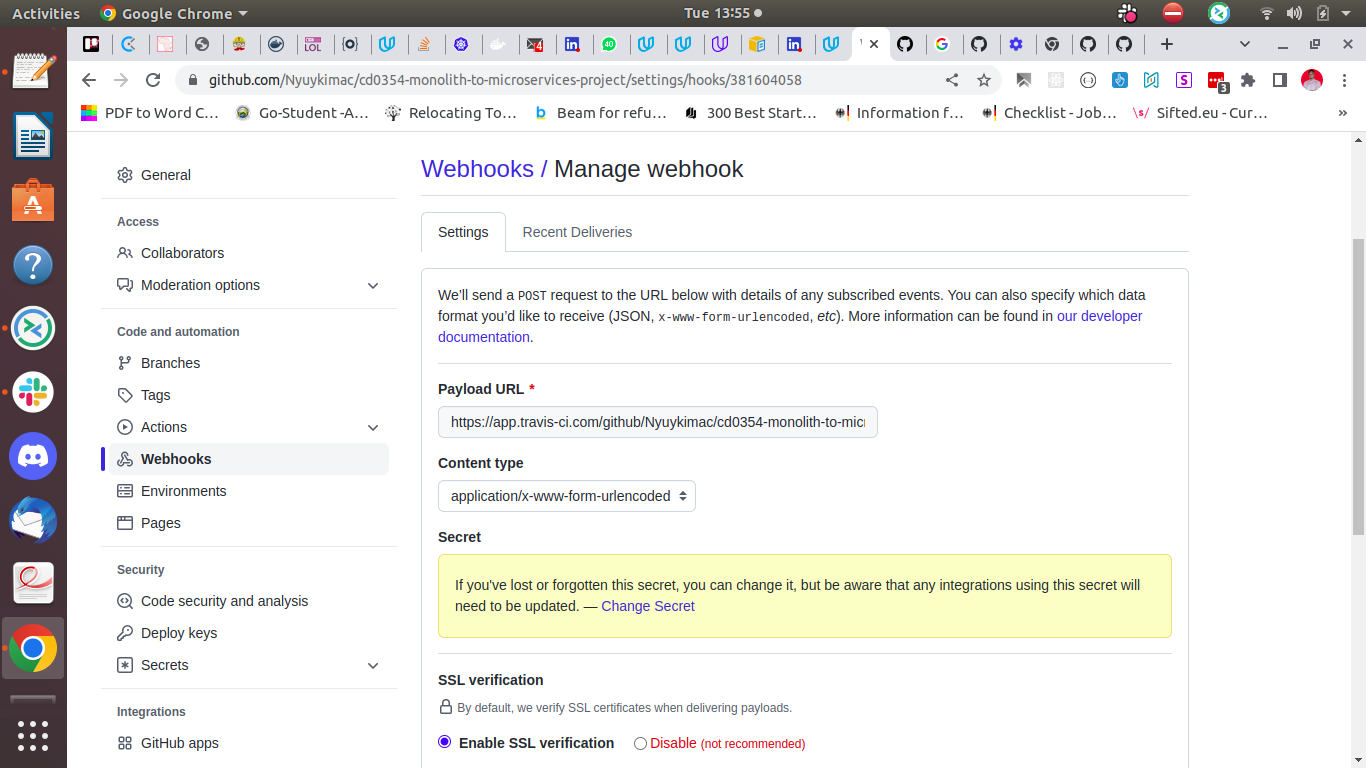 Activities
Google Chrome
Tue 13:55
LOL
4
40
github.com/Nyuykimac/cd0354-monolith-to-microservices-project/settings/hooks/381604058
3
PDF to Word C…
Go-Student -A…
Relocating To…
Beam for refu…
300 Best Start…
Information f…
Checklist - Job…
Sifted.eu - Cur…
»
General
Access
Collaborators
Moderation options
Code and automation
Branches
Tags
Actions
Webhooks
Environments
Pages
Security
Code security and analysis
Deploy keys
Secrets
Integrations
GitHub apps
Webhooks / Manage webhook
Settings
Recent Deliveries
We'll send a POST request to the URL below with details of any subscribed events. You can also specify which data
format you'd like to receive (JSON, x-www-form-urlencoded, etc). More information can be found in our developer
documentation.
Payload URL *
https://app.travis-ci.com/github/Nyuykimac/cd0354-monolith-to-micr
Content type
application/x-www-form-urlencoded
Secret
If you've lost or forgotten this secret, you can change it, but be aware that any integrations using this secret will
need to be updated. — Change Secret
SSL verification
By default, we verify SSL certificates when delivering payloads.
Enable SSL verification
Disable (not recommended)